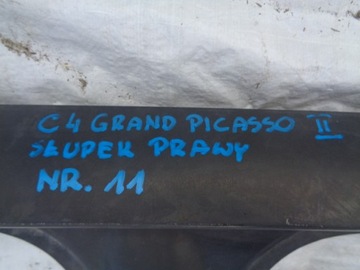 C4 GRAND PICASSO II
SŁUPEK PRAWY
NR. 11